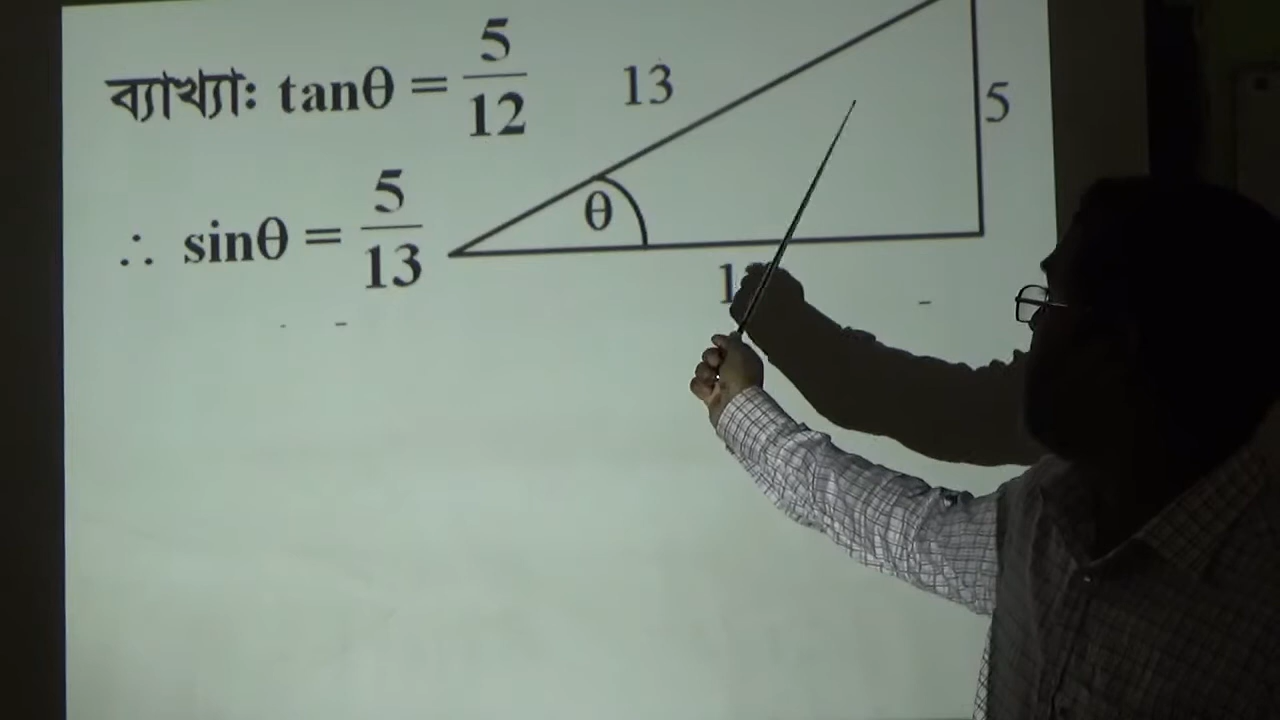 ব্যাখ্যাঃ tanθ = 5/12
∴ sinθ = 5/13
13
5
θ